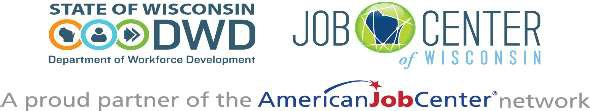 STATE OF WISCONSIN
DWD
Department of Workforce Development
JOB CENTER
of WISCONSIN
A proud partner of the AmericanJobCenter® network